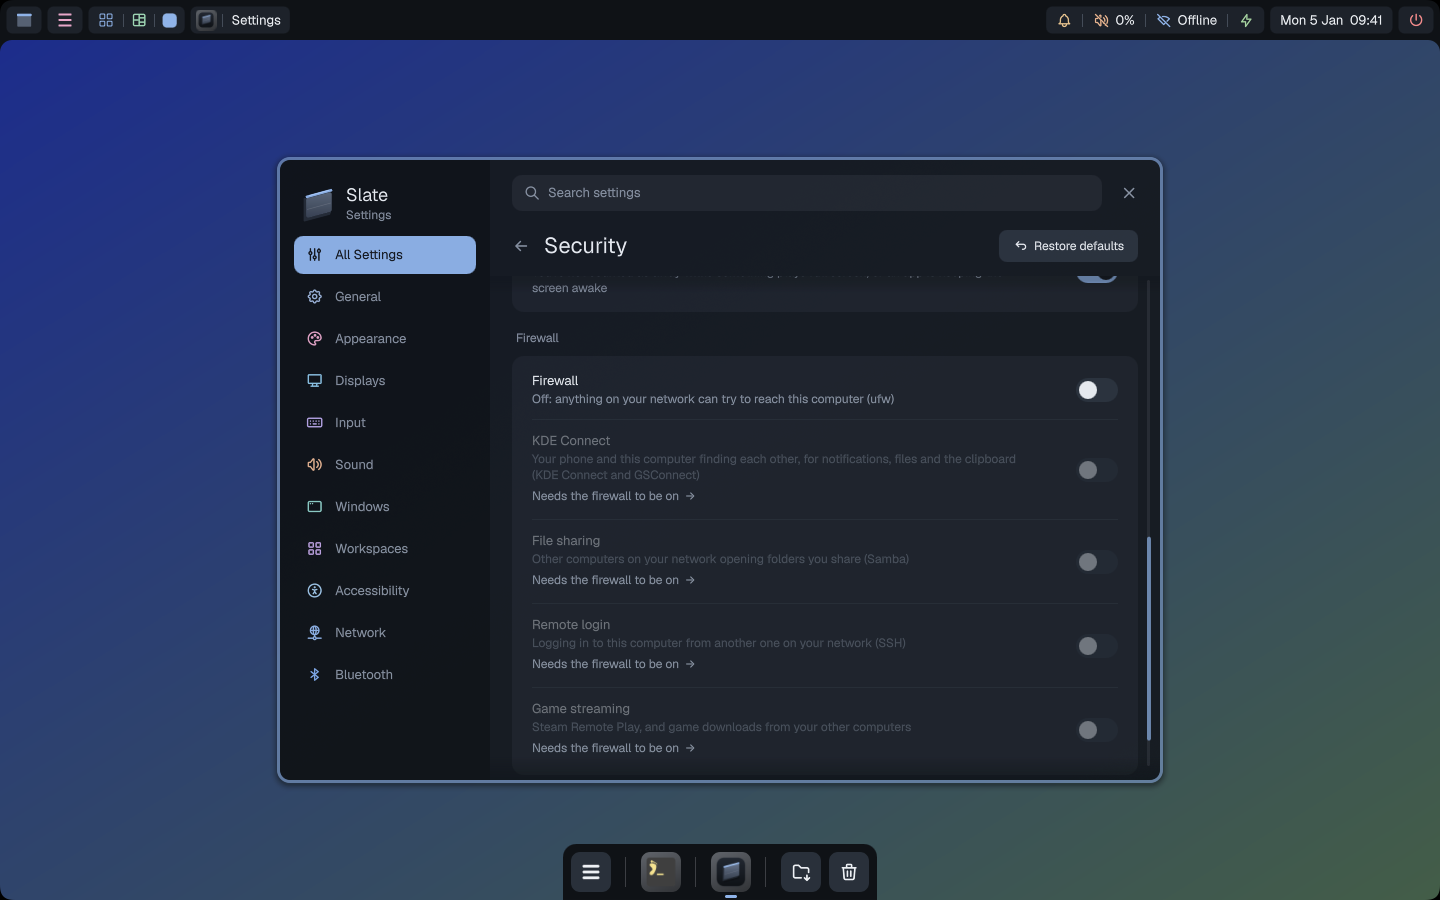 Settings
0%
Offline
Mon 5 Jan 09:41
Slate
Settings
Search settings
Security
Restore defaults
All Settings
General
Appearance
Displays
Input
Sound
Windows
Workspaces
Accessibility
Network
Bluetooth
screen awake
Firewall
Firewall
Off: anything on your network can try to reach this computer (ufw)
KDE Connect
Your phone and this computer finding each other, for notifications, files and the clipboard
(KDE Connect and GSConnect)
Needs the firewall to be on →
File sharing
Other computers on your network opening folders you share (Samba)
Needs the firewall to be on →
Remote login
Logging in to this computer from another one on your network (SSH)
Needs the firewall to be on →
Game streaming
Steam Remote Play, and game downloads from your other computers
Needs the firewall to be on →